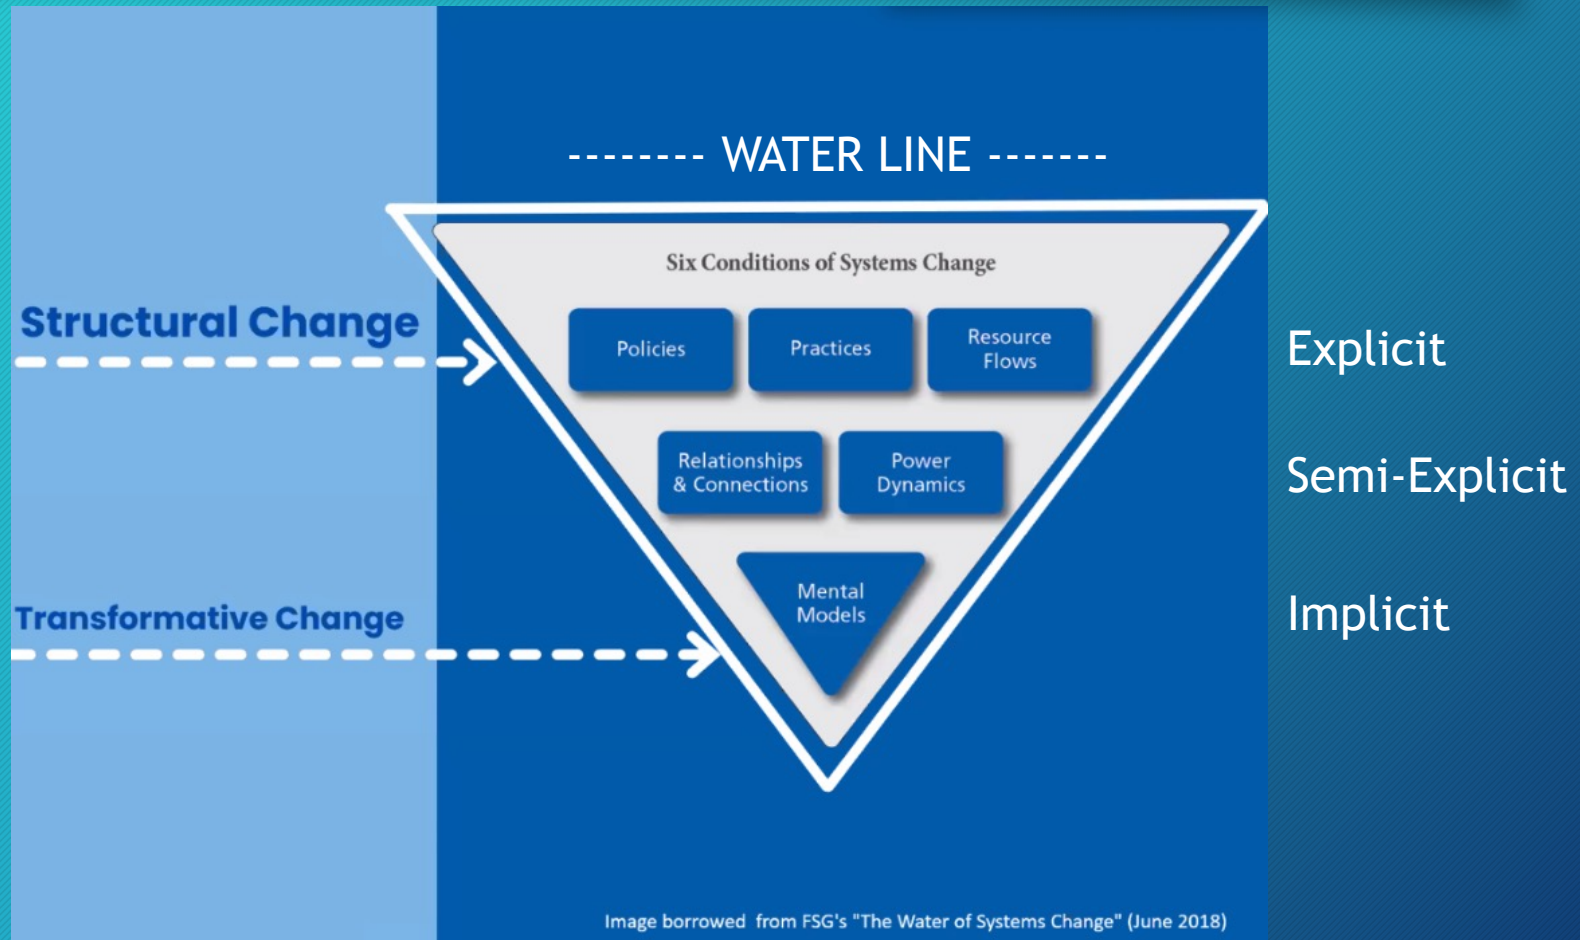 -------- WATER LINE -------
Six Conditions of Systems Change
Structural Change
Policies
Practices
Resource
Flows
Explicit
Relationships
& Connections
Power
Dynamics
Semi-Explicit
Transformative Change
Mental
Models
Implicit
Image borrowed from FSG's "The Water of Systems Change" (June 2018)